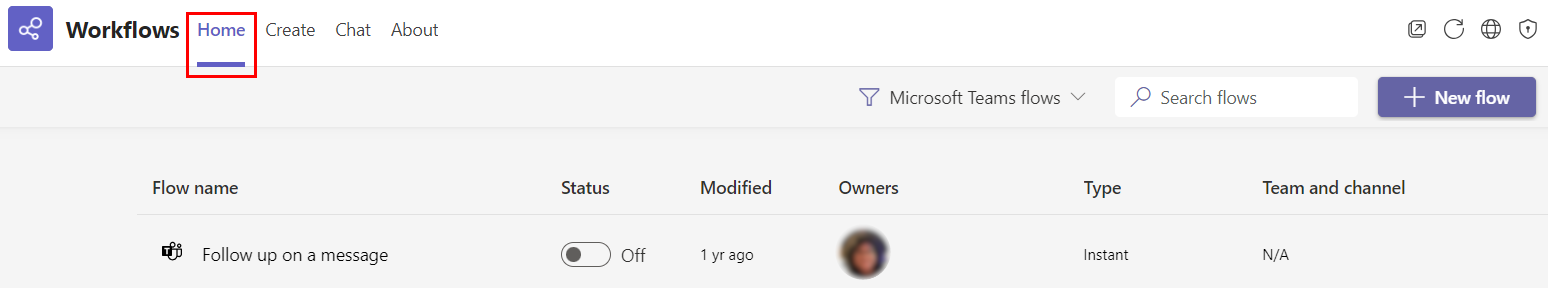 Workflows Home Create Chat About
Microsoft Teams flows Search flows New flow
Flow name Status Modified Owners Type Team and channel
Follow up on a message Off 1 yr ago Instant N/A